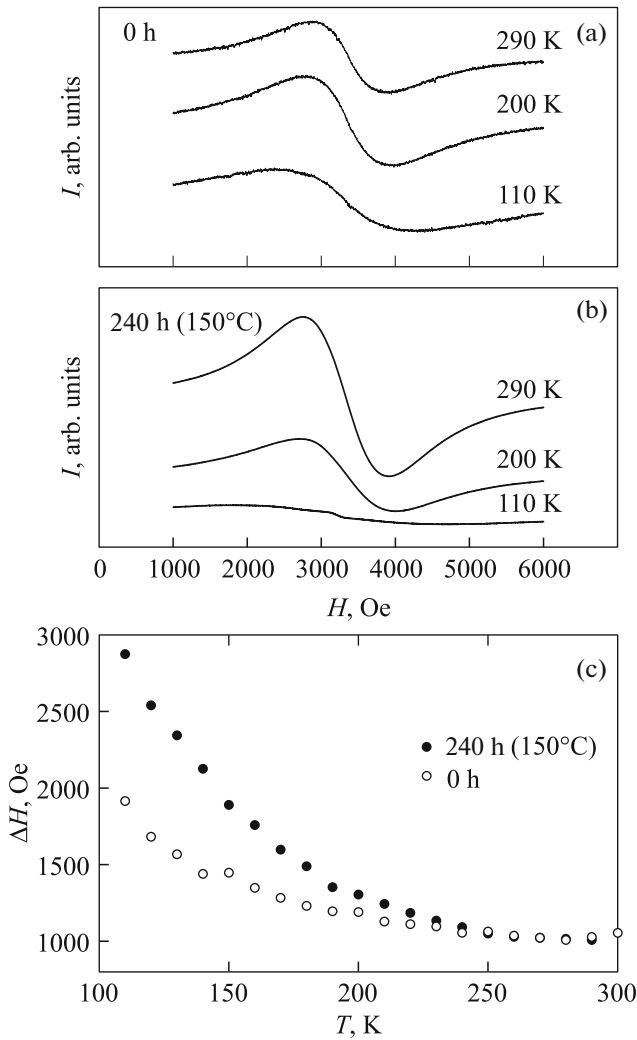 0 h
290 K
(a)
200 K
110 K
I, arb. units
240 h (150°C)
(b)
290 K
200 K
110 K
I, arb. units
0 1000 2000 3000 4000 5000 6000
H, Oe
3000
(c)
2500
240 h (150°C)
0 h
2000
ΔH, Oe
1500
1000
100 150 200 250 300
T, K